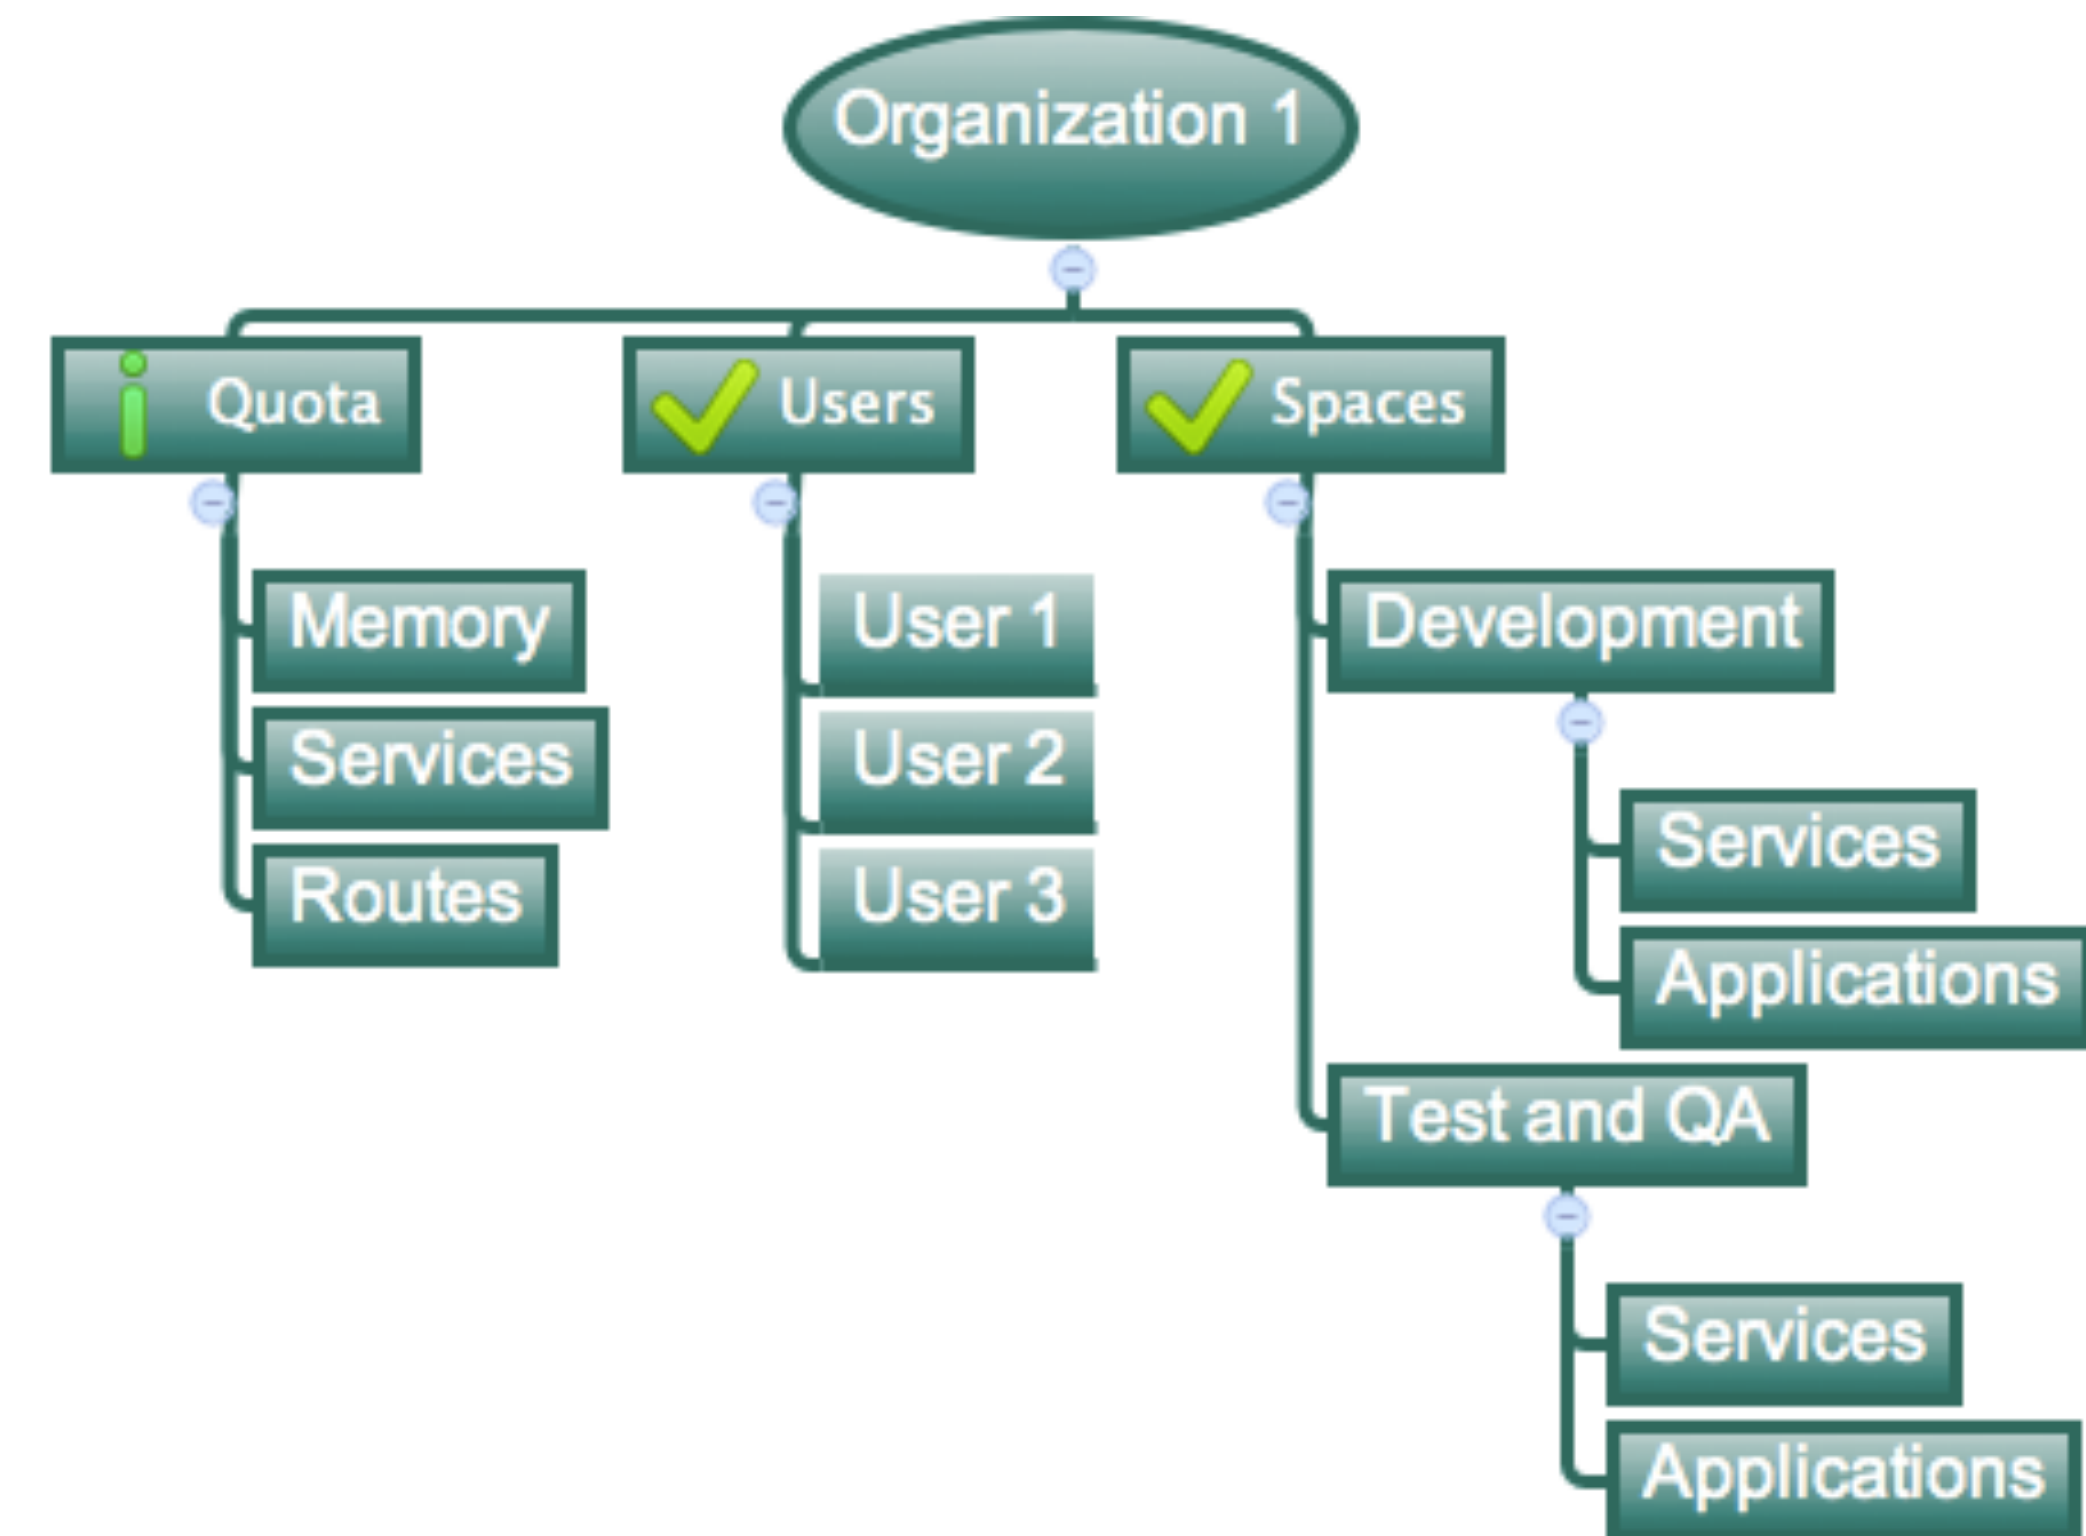 Organization 1
Quota
Users
Spaces
Memory
Services
Routes
User 1
User 2
User 3
Development
Services
Applications
Test and QA
Services
Applications